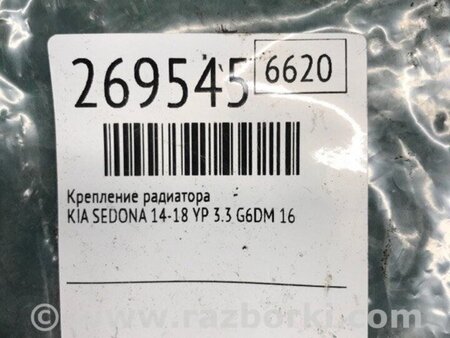 269545 6620
Крепление радиатора
KIA SEDONA 14-18 YP 3.3 G6DM 16
© www.razborki.com